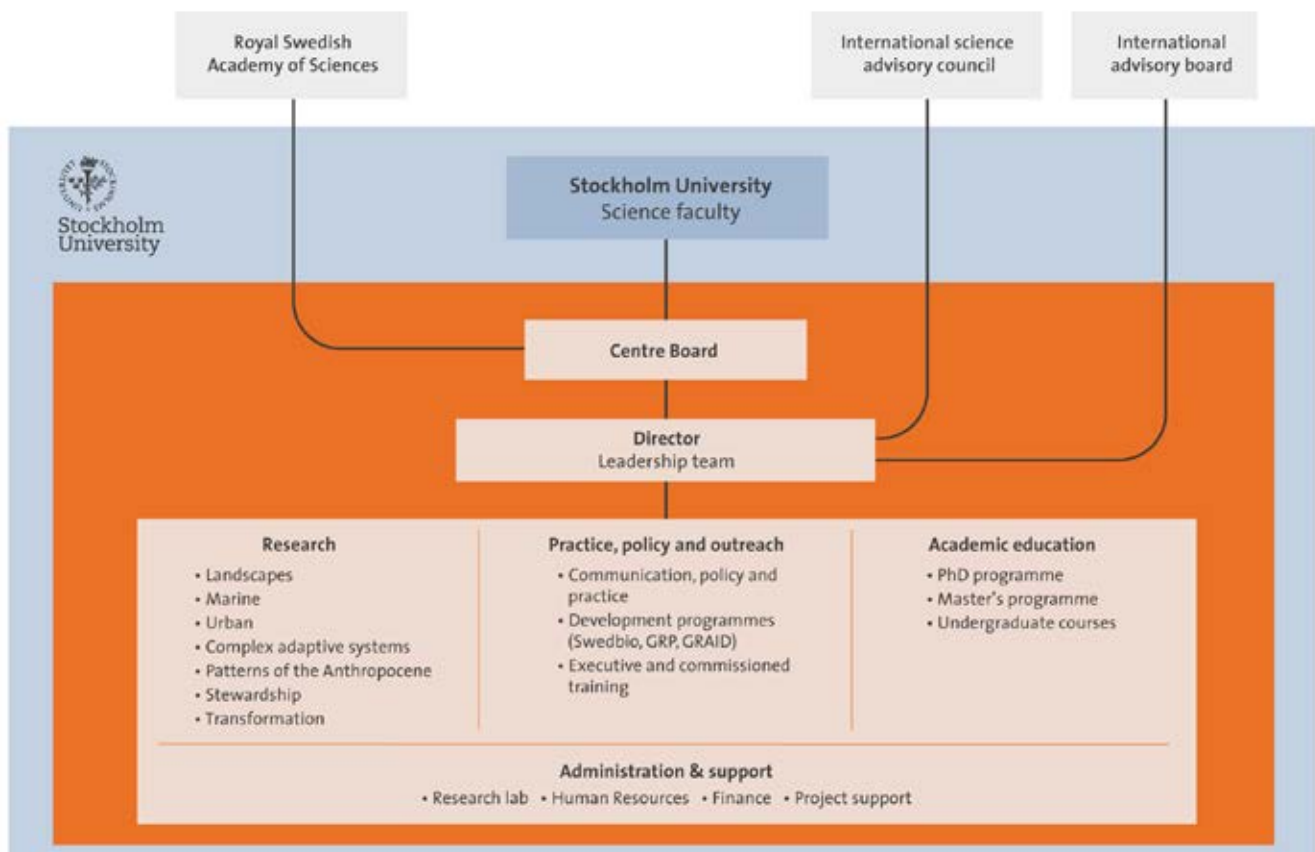 Royal Swedish
Academy of Sciences
International science
advisory council
International
advisory board
Stockholm
University
Stockholm University
Science faculty
Centre Board
Director
Leadership team
Research
• Landscapes
• Marine
• Urban
• Complex adaptive systems
• Patterns of the Anthropocene
• Stewardship
• Transformation
Practice, policy and outreach
• Communication, policy and
practice
• Development programmes
(Swedbio, GRP, GRAID)
• Executive and commissioned
training
Academic education
• PhD programme
• Master's programme
• Undergraduate courses
Administration & support
• Research lab • Human Resources • Finance • Project support